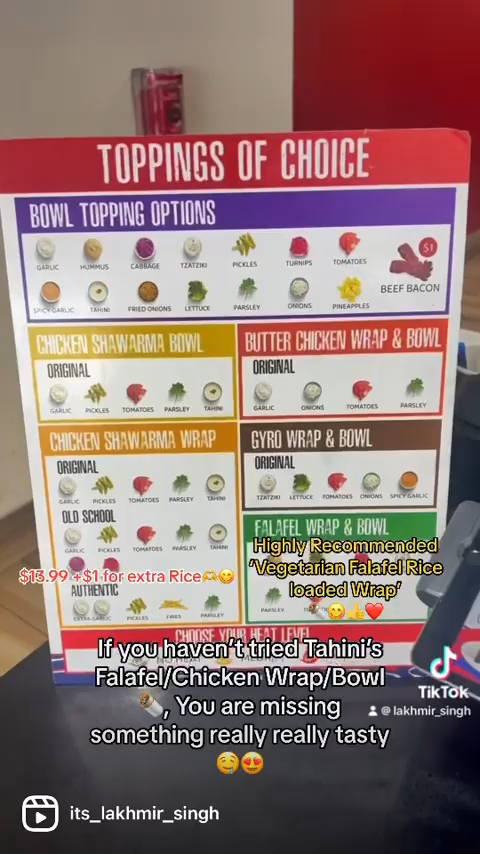 TOPPINGS OF CHOICE
BOWL TOPPING OPTIONS
GARLIC HUMMUS CABBAGE TZATZIKI PICKLES TURNIPS TOMATOES
$1
BEEF BACON
SPICY GARLIC TAHINI FRIED ONIONS LETTUCE PARSLEY ONIONS PINEAPPLES
CHICKEN SHAWARMA BOWL
ORIGINAL
GARLIC PICKLES TOMATOES PARSLEY TAHINI
BUTTER CHICKEN WRAP & BOWL
ORIGINAL
GARLIC ONIONS TOMATOES PARSLEY
CHICKEN SHAWARMA WRAP
ORIGINAL
GARLIC PICKLES TOMATOES PARSLEY TAHINI
OLD SCHOOL
GARLIC PICKLES TOMATOES PARSLEY TAHINI
$13.99 +$1 for extra Rice🫶😋
AUTHENTIC
EXTRA GARLIC PICKLES FRIES PARSLEY
GYRO WRAP & BOWL
ORIGINAL
TZATZIKI LETTUCE TOMATOES ONIONS SPICY GARLIC
FALAFEL WRAP & BOWL
Highly Recommended
'Vegetarian Falafel Rice
loaded Wrap'
🌯😋👍❤️
PARSLEY
CHOOSE YOUR HEAT LEVEL
If you haven't tried Tahini's
Falafel/Chicken Wrap/Bowl
🌯, You are missing
something really really tasty
🤤😍
TikTok
@ lakhmir_singh
its_lakhmir_singh